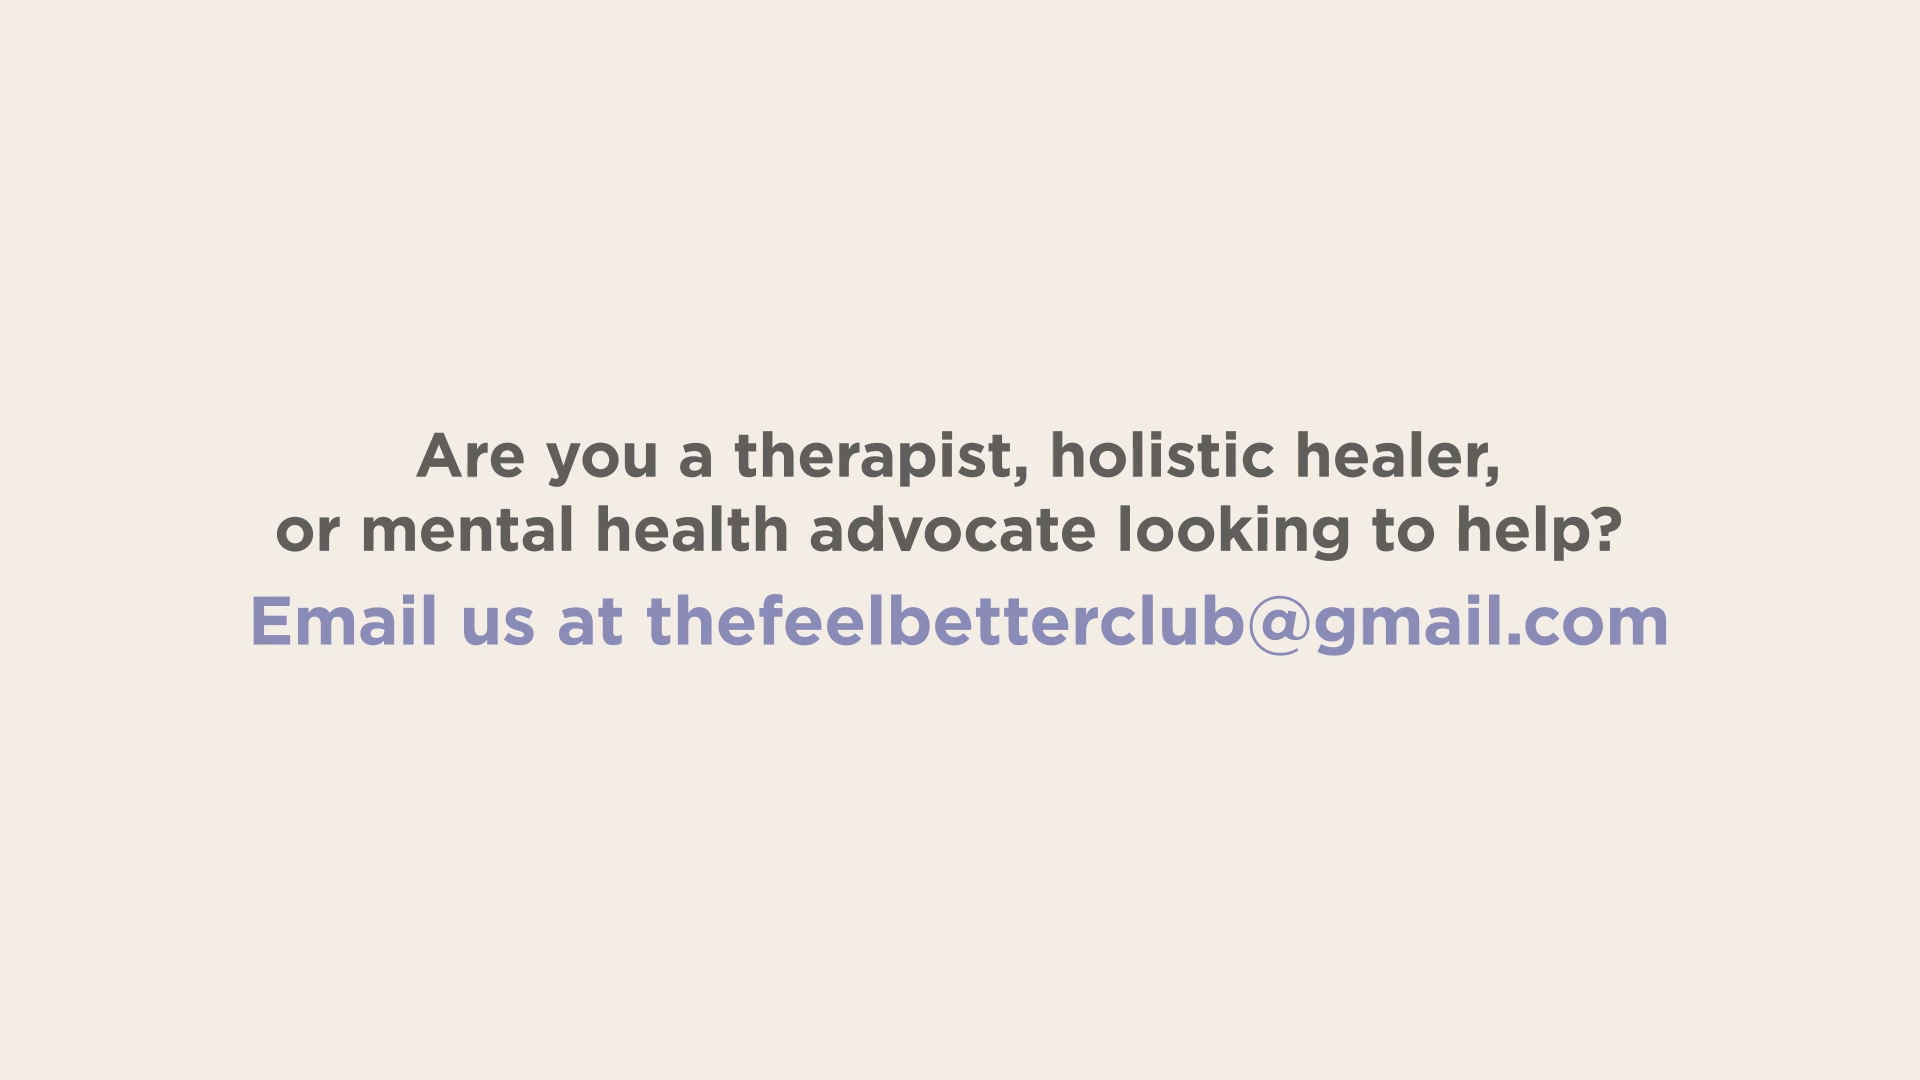 Are you a therapist, holistic healer,
or mental health advocate looking to help?
Email us at thefeelbetterclub@gmail.com